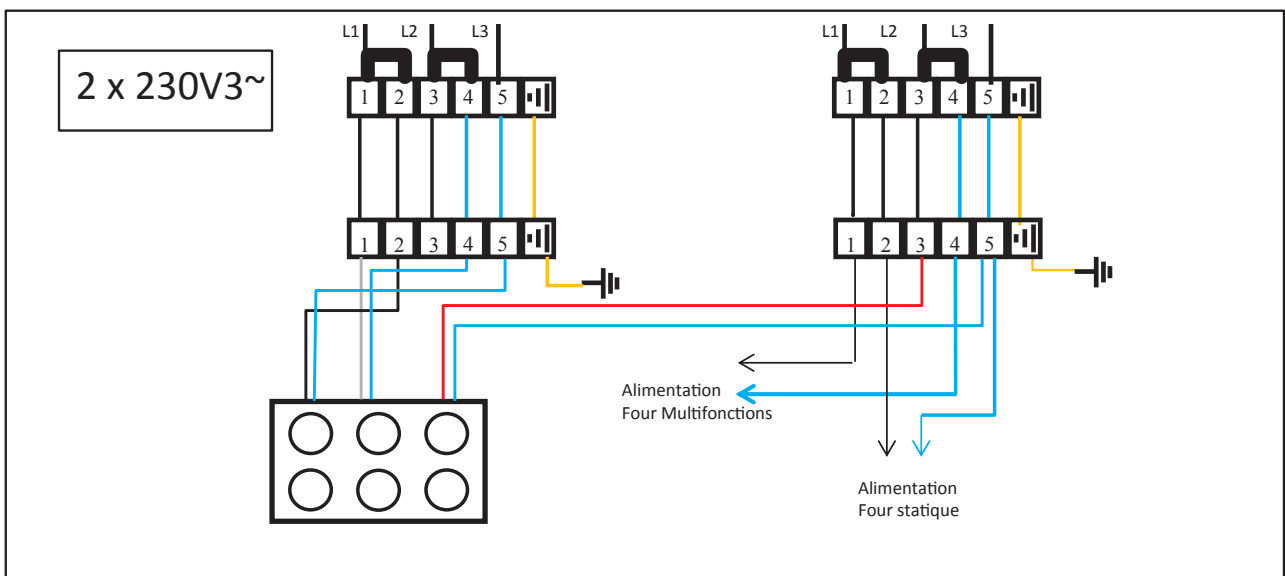 L1 L2 L3
L1 L2 L3
2 x 230V3~
1 2 3 4 5
1 2 3 4 5
1 2 3 4 5
1 2 3 4 5
Alimentation
Four Multifonctions
Alimentation
Four statique